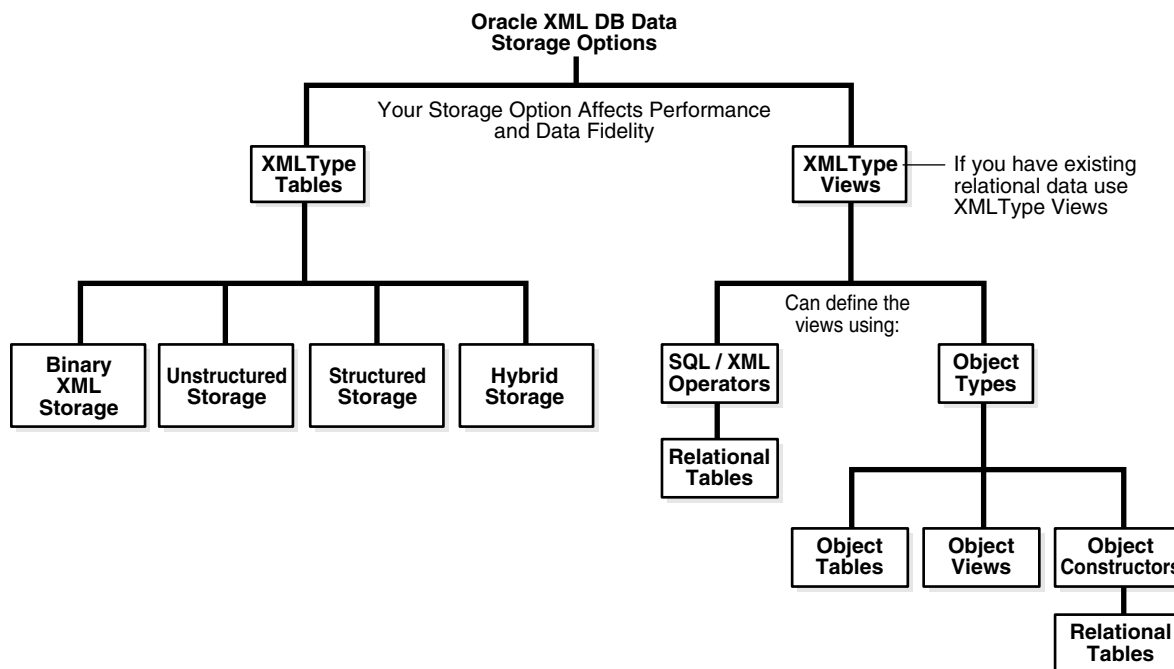 Oracle XML DB Data
Storage Options
Your Storage Option Affects Performance
and Data Fidelity
XMLType
Tables
XMLType
Views
If you have existing
relational data use
XMLType Views
Can define the
views using:
Binary
XML
Storage
Unstructured
Storage
Structured
Storage
Hybrid
Storage
SQL / XML
Operators
Object
Types
Relational
Tables
Object
Tables
Object
Views
Object
Constructors
Relational
Tables